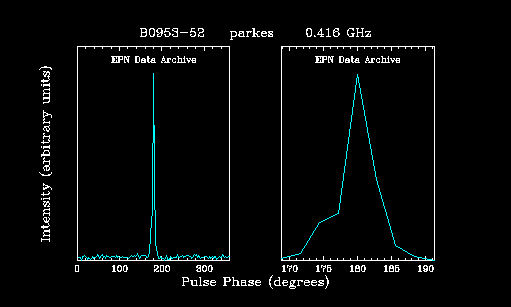 B0953-52 parkes 0.416 GHz
EPN Data Archive EPN Data Archive
Intensity (arbitrary units)
0 100 200 300 170 175 180 185 190
Pulse Phase (degrees)